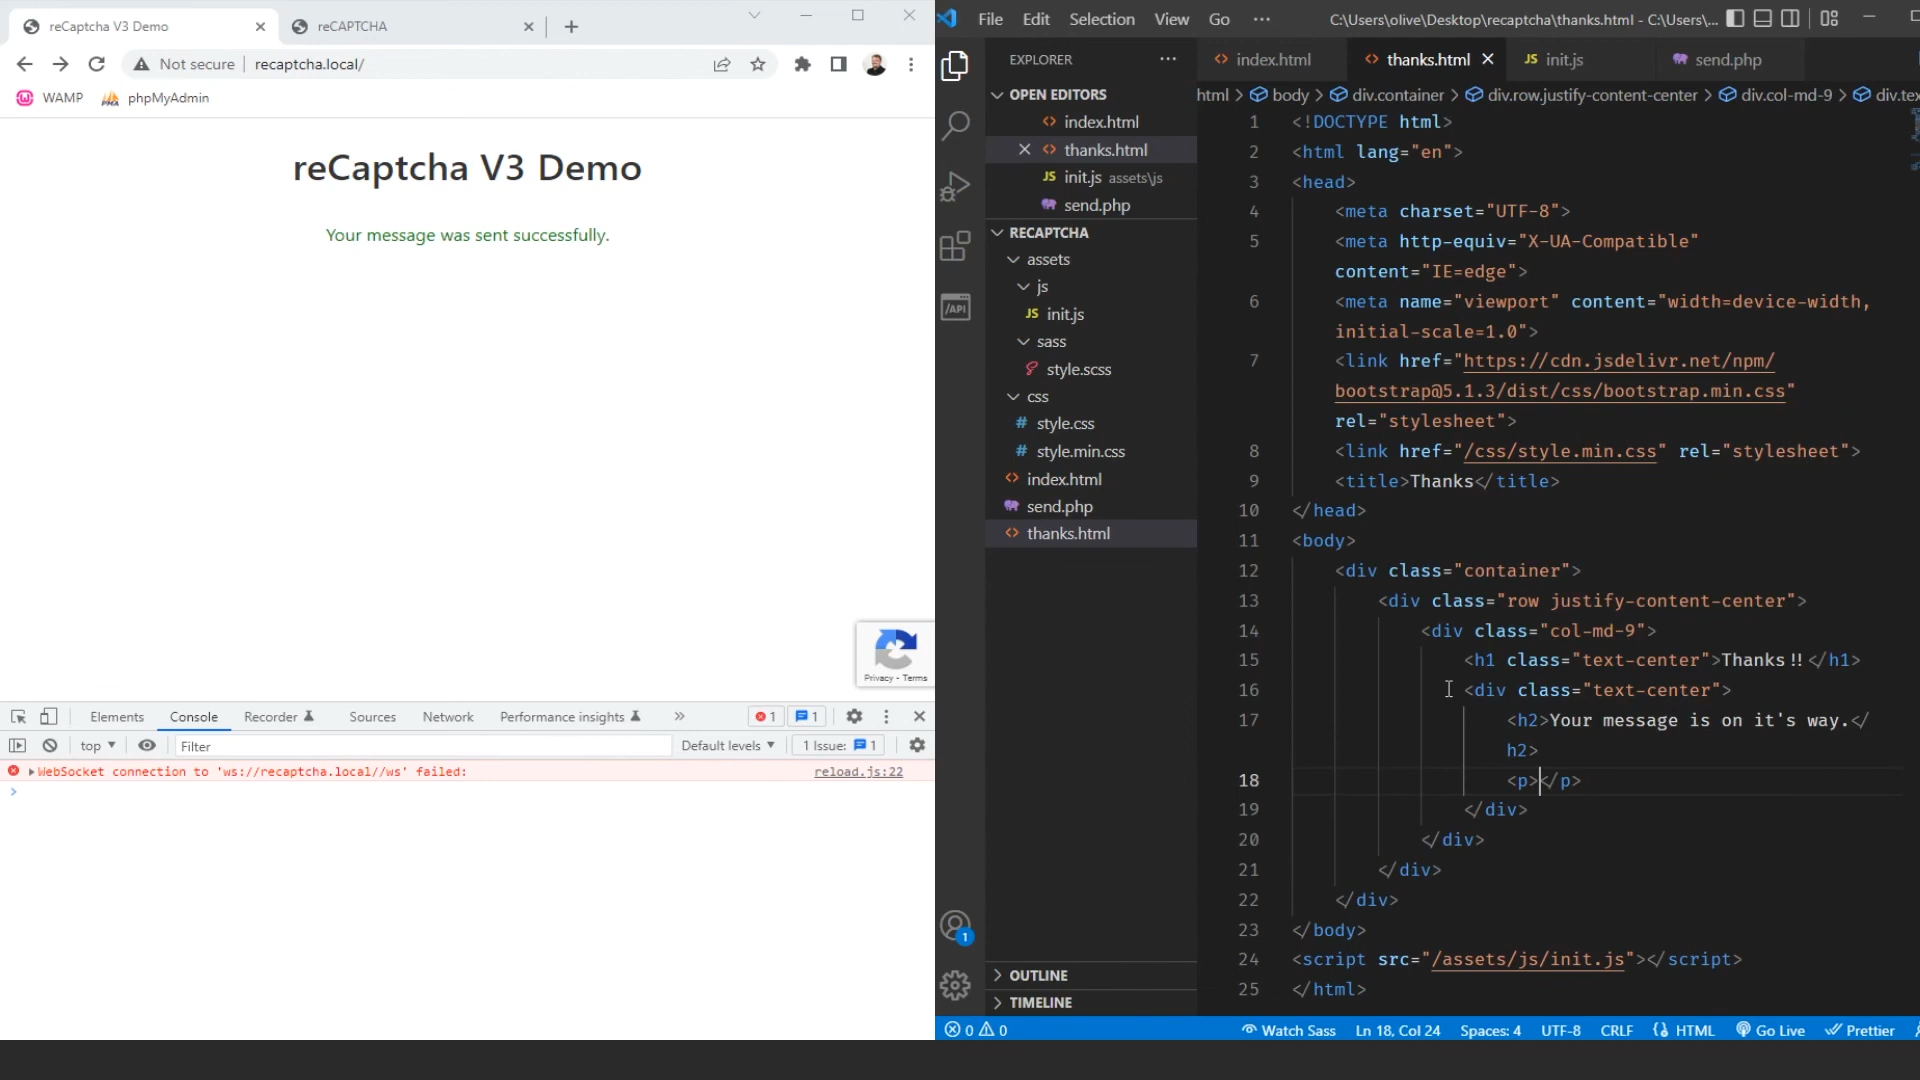 reCaptcha V3 Demo
reCAPTCHA
Not secure
recaptcha.local/
WAMP
phpMyAdmin
reCaptcha V3 Demo
Your message was sent successfully.
Privacy - Terms
Elements
Console
Recorder
Sources
Network
Performance insights
1
1
top
Filter
Default levels
1 Issue:
1
WebSocket connection to 'ws://recaptcha.local//ws' failed:
reload.js:22
File
Edit
Selection
View
Go
C:\Users\olive\Desktop\recaptcha\thanks.html - C:\Users\...
EXPLORER
index.html
thanks.html
JS init.js
send.php
html > body > div.container > div.row.justify-content-center > div.col-md-9 >
OPEN EDITORS
index.html
thanks.html
JS init.js assets\js
send.php
RECAPTCHA
assets
js
JS init.js
sass
style.scss
css
# style.css
# style.min.css
index.html
send.php
thanks.html
OUTLINE
TIMELINE
/API
1
1 <!DOCTYPE html>
2 <html lang="en">
3 <head>
4 <meta charset="UTF-8">
5 <meta http-equiv="X-UA-Compatible"
content="IE=edge">
6 <meta name="viewport" content="width=device-width,
initial-scale=1.0">
7 <link href="https://cdn.jsdelivr.net/npm/
bootstrap@5.1.3/dist/css/bootstrap.min.css"
rel="stylesheet">
8 <link href="/css/style.min.css" rel="stylesheet">
9 <title>Thanks</title>
10 </head>
11 <body>
12 <div class="container">
13 <div class="row justify-content-center">
14 <div class="col-md-9">
15 <h1 class="text-center">Thanks!!</h1>
16 <div class="text-center">
17 <h2>Your message is on it's way.</
h2>
18 <p></p>
19 </div>
20 </div>
21 </div>
22 </div>
23 </body>
24 <script src="/assets/js/init.js"></script>
25 </html>
0
0
Watch Sass
Ln 18, Col 24
Spaces: 4
UTF-8
CRLF
HTML
Go Live
Prettier